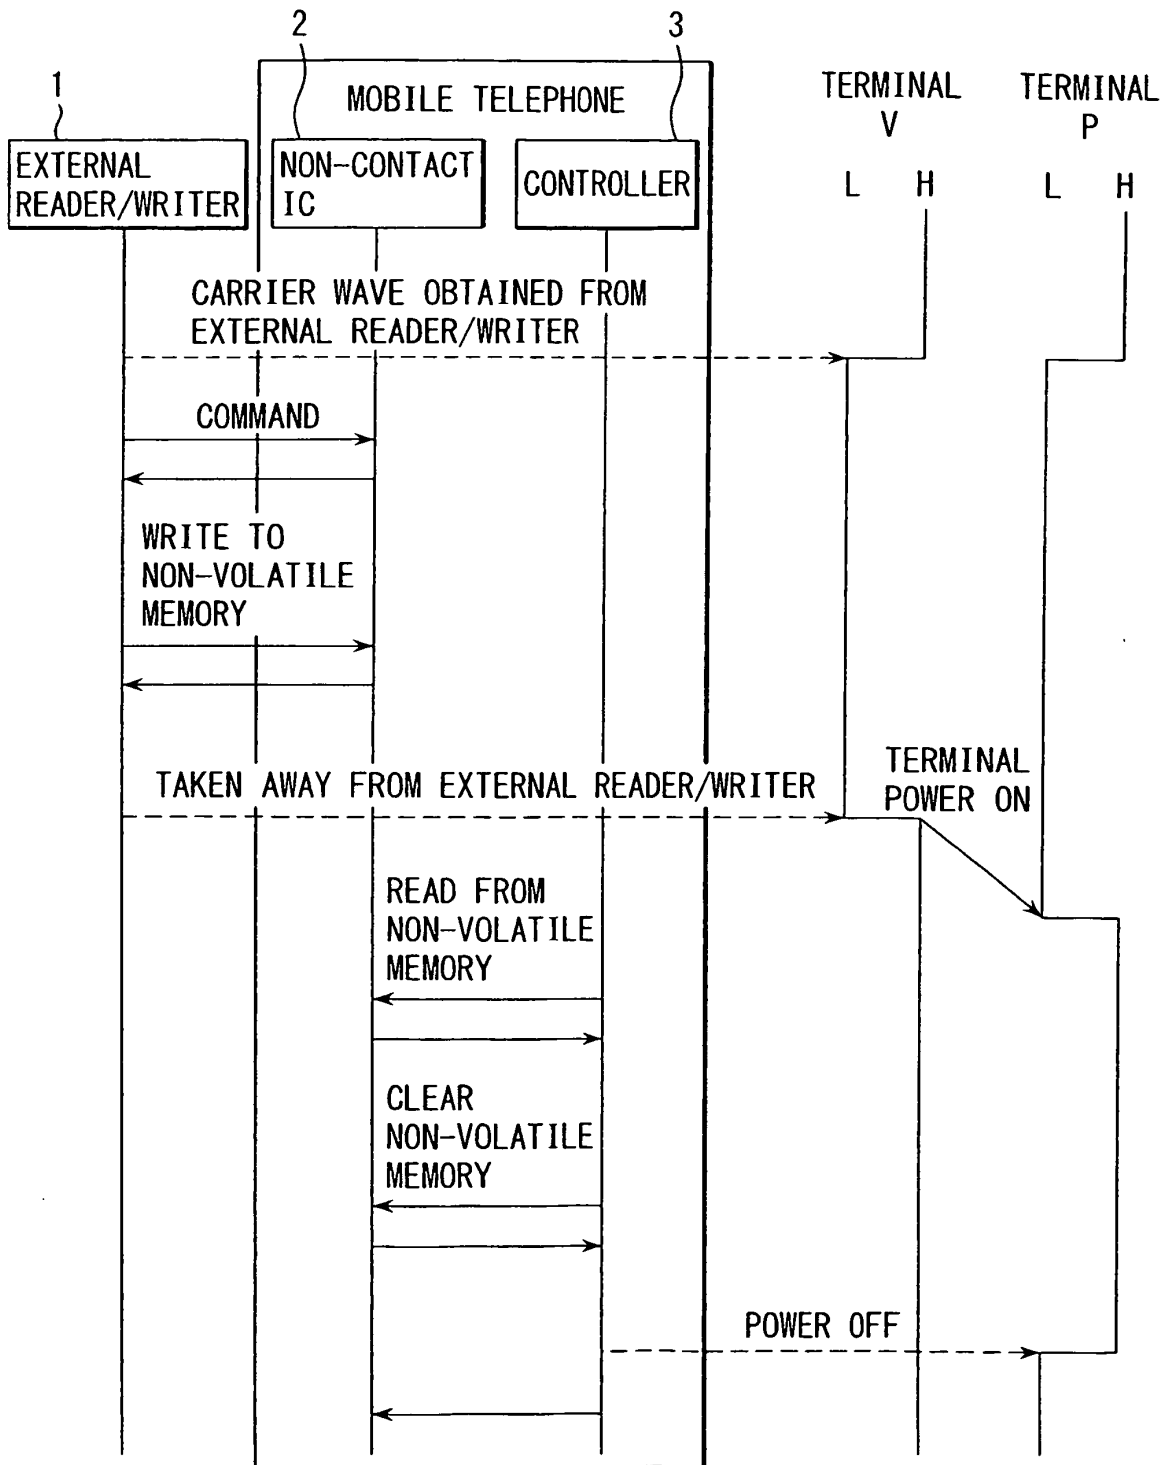 1
2
3
MOBILE TELEPHONE
TERMINAL
V
TERMINAL
P
EXTERNAL
READER/WRITER
NON-CONTACT
IC
CONTROLLER
L H
L H
CARRIER WAVE OBTAINED FROM
EXTERNAL READER/WRITER
COMMAND
WRITE TO
NON-VOLATILE
MEMORY
TAKEN AWAY FROM EXTERNAL READER/WRITER
TERMINAL
POWER ON
READ FROM
NON-VOLATILE
MEMORY
CLEAR
NON-VOLATILE
MEMORY
POWER OFF